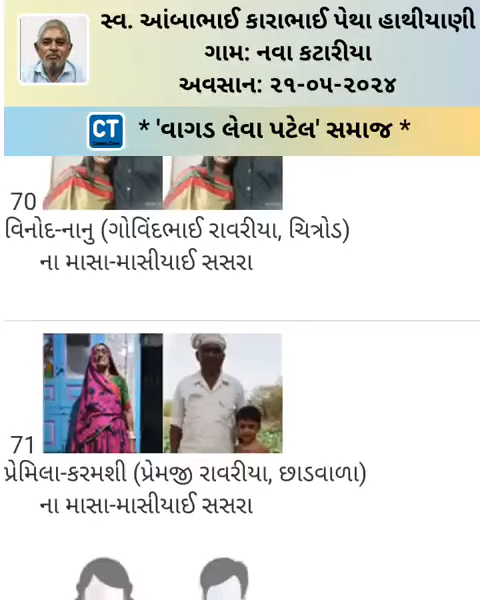 સ્વ. આંબાભાઈ કારાભાઈ પેથા હાથીયાણી
ગામ: નવા કટારીયા
અવસાન: ૨૧-૦૫-૨૦૨૪
CT
* 'વાગડ લેવા પટેલ' સમાજ *
70
વિનોદ-નાનુ (ગોવિંદભાઈ રાવરીયા, ચિત્રોડ)
ના માસા-માસીયાઈ સસરા
71
પ્રેમિલા-કરમશી (પ્રેમજી રાવરીયા, છાડવાળા)
ના માસા-માસીયાઈ સસરા